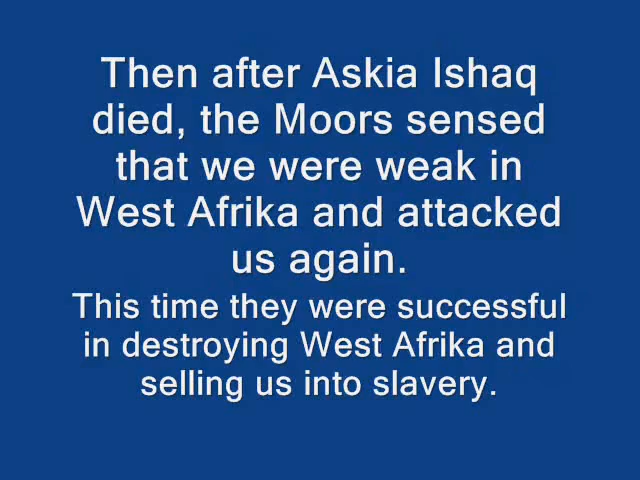 Then after Askia Ishaq
died, the Moors sensed
that we were weak in
West Afrika and attacked
us again.
This time they were successful
in destroying West Afrika and
selling us into slavery.